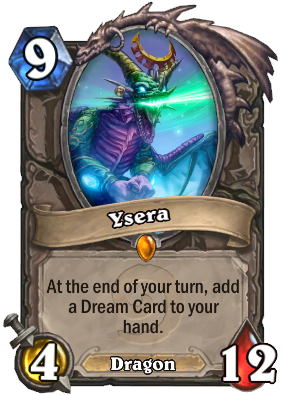 9
Ysera
At the end of your turn, add
a Dream Card to your
hand.
4
Dragon
12